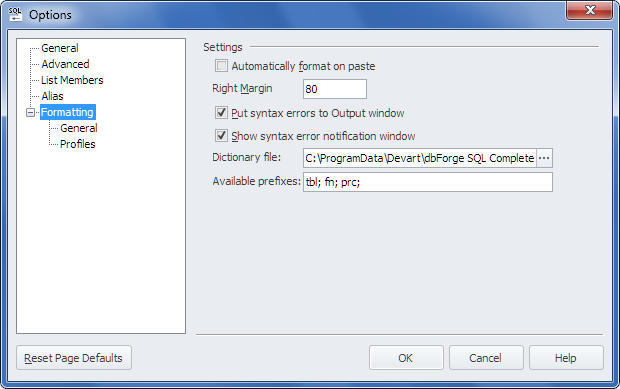 SQL Options
General
Advanced
List Members
Alias
Formatting
General
Profiles
Settings
Automatically format on paste
Right Margin 80
Put syntax errors to Output window
Show syntax error notification window
Dictionary file: C:\ProgramData\Devart\dbForge SQL Complete ...
Available prefixes: tbl; fn; prc;
Reset Page Defaults OK Cancel Help